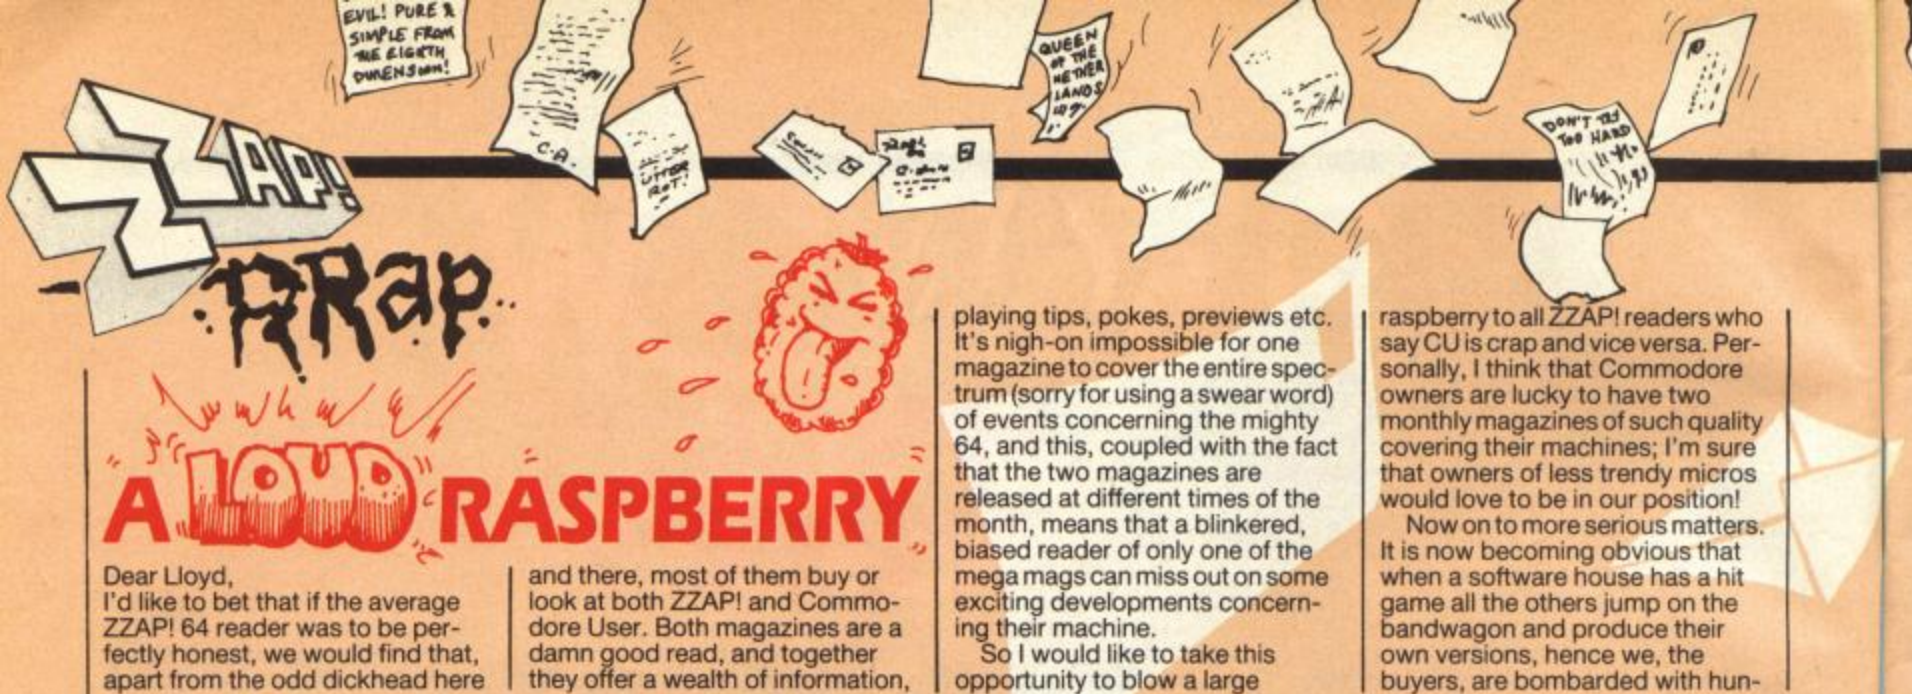 EVIL! PURE &
SIMPLE FROM
THE EIGHTH
DIMENSION!
C.A.
UTTER
ROT!
QUEEN
OF THE
NETHER
LANDS
DON'T TRY
TOO HARD
ZZAP!
RRap
A LOUD RASPBERRY
Dear Lloyd,
I'd like to bet that if the average
ZZAP! 64 reader was to be per-
fectly honest, we would find that,
apart from the odd dickhead here
and there, most of them buy or
look at both ZZAP! and Commo-
dore User. Both magazines are a
damn good read, and together
they offer a wealth of information,
playing tips, pokes, previews etc.
It's nigh-on impossible for one
magazine to cover the entire spec-
trum (sorry for using a swear word)
of events concerning the mighty
64, and this, coupled with the fact
that the two magazines are
released at different times of the
month, means that a blinkered,
biased reader of only one of the
mega mags can miss out on some
exciting developments concern-
ing their machine.
So I would like to take this
opportunity to blow a large
raspberry to all ZZAP! readers who
say CU is crap and vice versa. Per-
sonally, I think that Commodore
owners are lucky to have two
monthly magazines of such quality
covering their machines; I'm sure
that owners of less trendy micros
would love to be in our position!
Now on to more serious matters.
It is now becoming obvious that
when a software house has a hit
game all the others jump on the
bandwagon and produce their
own versions, hence we, the
buyers, are bombarded with hun-